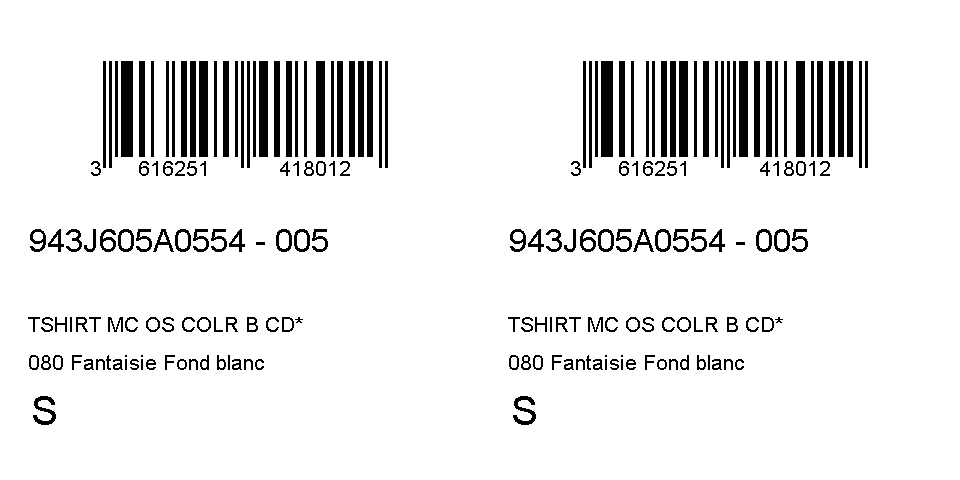 3 616251 418012
943J605A0554 - 005
TSHIRT MC OS COLR B CD*
080 Fantaisie Fond blanc
S
3 616251 418012
943J605A0554 - 005
TSHIRT MC OS COLR B CD*
080 Fantaisie Fond blanc
S